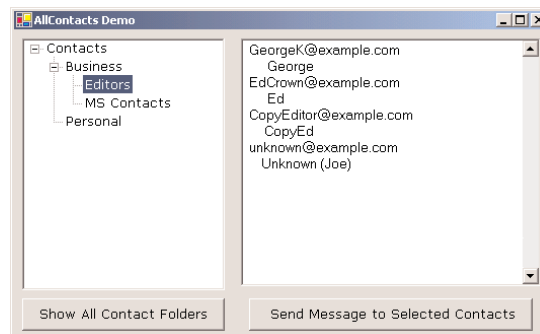 AllContacts Demo
Contacts
Business
Editors
MS Contacts
Personal
GeorgeK@example.com
George
EdCrown@example.com
Ed
CopyEditor@example.com
CopyEd
unknown@example.com
Unknown (Joe)
Show All Contact Folders
Send Message to Selected Contacts